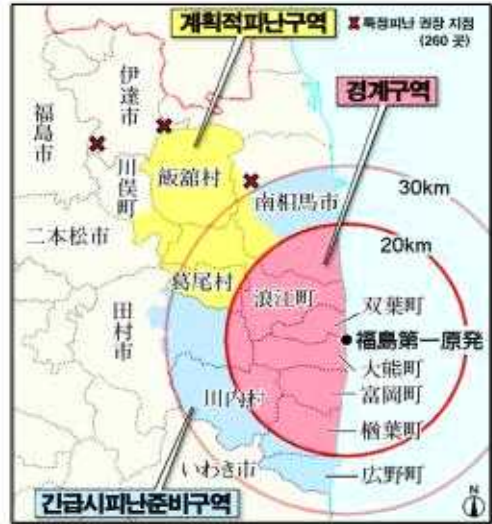 계획적피난구역
✖특정피난 권장 지점
(260 곳)
경계구역
伊達市
福島市
川俣町
飯舘村
南相馬市
30km
20km
二本松市
葛尾村
浪江町
田村市
双葉町
福島第一原発
大熊町
富岡町
川内村
楢葉町
いわき市
広野町
긴급시피난준비구역
N